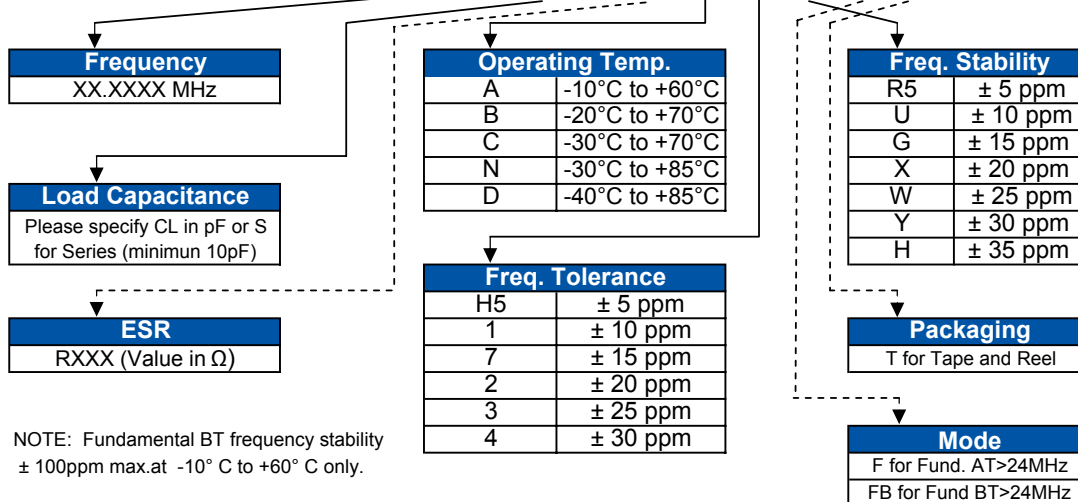 Frequency
XX.XXXX MHz
Load Capacitance
Please specify CL in pF or S
for Series (minimun 10pF)
ESR
RXXX (Value in Ω)
NOTE: Fundamental BT frequency stability
± 100ppm max.at -10° C to +60° C only.
Operating Temp.
A -10°C to +60°C
B -20°C to +70°C
C -30°C to +70°C
N -30°C to +85°C
D -40°C to +85°C
Freq. Tolerance
H5 ± 5 ppm
1 ± 10 ppm
7 ± 15 ppm
2 ± 20 ppm
3 ± 25 ppm
4 ± 30 ppm
Freq. Stability
R5 ± 5 ppm
U ± 10 ppm
G ± 15 ppm
X ± 20 ppm
W ± 25 ppm
Y ± 30 ppm
H ± 35 ppm
Packaging
T for Tape and Reel
Mode
F for Fund. AT>24MHz
FB for Fund BT>24MHz